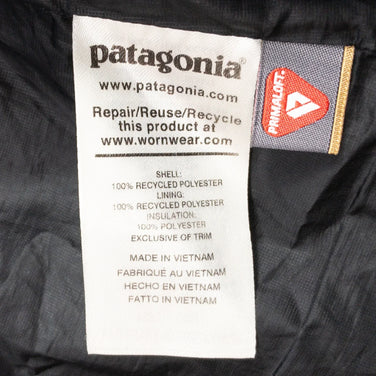 patagonia®
www.patagonia.com
Repair/Reuse/Recycle
this product at
www.wornwear.com
SHELL:
100% RECYCLED POLYESTER
LINING:
100% RECYCLED POLYESTER
INSULATION:
100% POLYESTER
EXCLUSIVE OF TRIM
MADE IN VIETNAM
FABRIQUÉ AU VIETNAM
HECHO EN VIETNAM
FATTO IN VIETNAM
PRIMALOFT